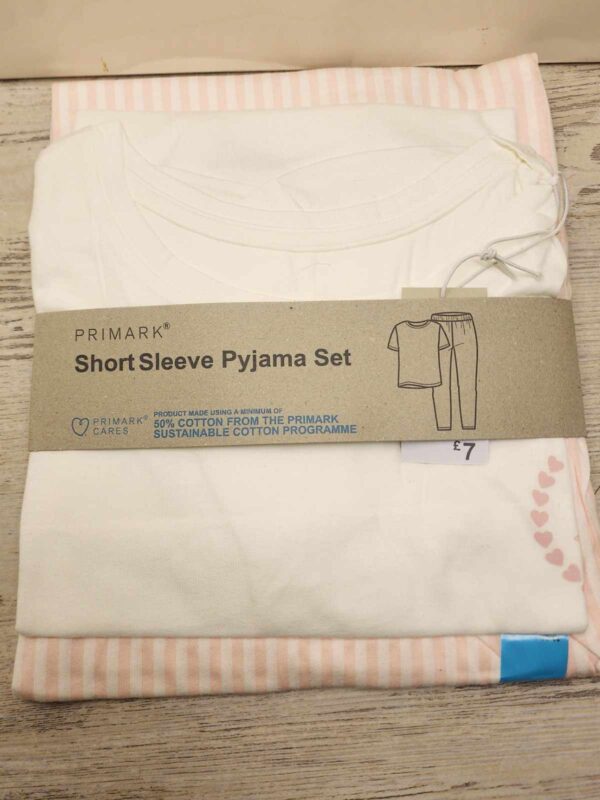 PRIMARK®
Short Sleeve Pyjama Set
PRIMARK®
CARES
PRODUCT MADE USING A MINIMUM OF
50% COTTON FROM THE PRIMARK
SUSTAINABLE COTTON PROGRAMME
£7